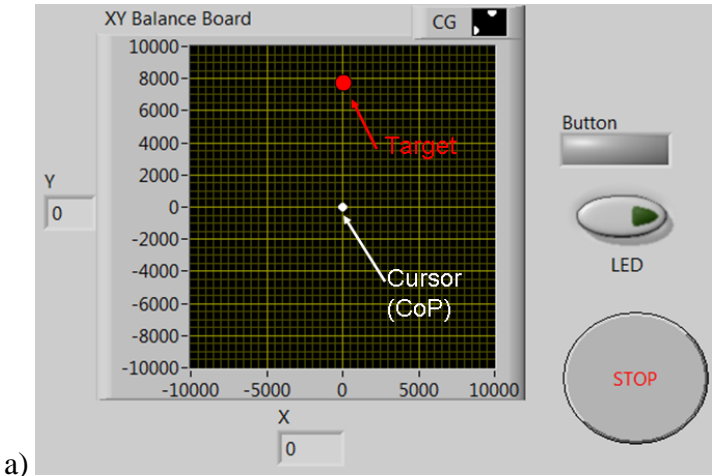 XY Balance Board
CG
10000
8000
6000
4000
2000
0
-2000
-4000
-6000
-8000
-10000
-10000 -5000 0 5000 10000
Target
Cursor
(CoP)
Y
0
X
0
Button
LED
STOP
a)